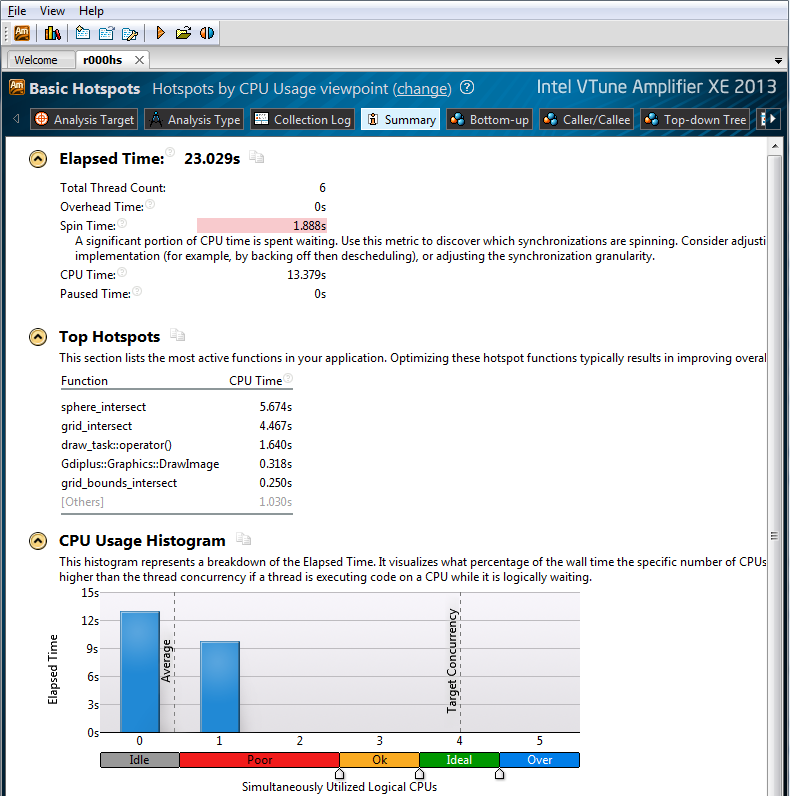 File View Help
Welcome r000hs
Basic Hotspots Hotspots by CPU Usage viewpoint (change) Intel VTune Amplifier XE 2013
Analysis Target Analysis Type Collection Log Summary Bottom-up Caller/Callee Top-down Tree
Elapsed Time: 23.029s
Total Thread Count: 6
Overhead Time: 0s
Spin Time: 1.888s
A significant portion of CPU time is spent waiting. Use this metric to discover which synchronizations are spinning. Consider adjusti
implementation (for example, by backing off then descheduling), or adjusting the synchronization granularity.
CPU Time: 13.379s
Paused Time: 0s
Top Hotspots
This section lists the most active functions in your application. Optimizing these hotspot functions typically results in improving overal
Function CPU Time
sphere_intersect 5.674s
grid_intersect 4.467s
draw_task::operator() 1.640s
Gdiplus::Graphics::DrawImage 0.318s
grid_bounds_intersect 0.250s
[Others] 1.030s
CPU Usage Histogram
This histogram represents a breakdown of the Elapsed Time. It visualizes what percentage of the wall time the specific number of CPUs
higher than the thread concurrency if a thread is executing code on a CPU while it is logically waiting.
15s
12s
9s
6s
3s
0s
Elapsed Time
Average
Target Concurrency
0 1 2 3 4 5
Idle Poor Ok Ideal Over
Simultaneously Utilized Logical CPUs